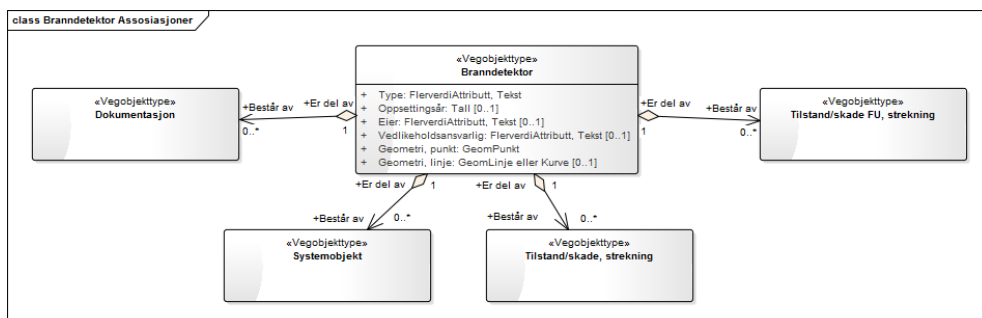 class Branndetektor Assosiasjoner
«Vegobjekttype»
Branndetektor
+ Type: FlerverdiAttributt, Tekst
+ Oppsettingsår: Tall [0..1]
+ Eier: FlerverdiAttributt, Tekst [0..1]
+ Vedlikeholdsansvarlig: FlerverdiAttributt, Tekst [0..1]
+ Geometri, punkt: GeomPunkt
+ Geometri, linje: GeomLinje eller Kurve [0..1]
«Vegobjekttype»
Dokumentasjon
+Består av
0..*
+Er del av
1
+Er del av
1
+Består av
0..*
«Vegobjekttype»
Tilstand/skade FU, strekning
+Er del av
1
+Består av
0..*
«Vegobjekttype»
Systemobjekt
+Er del av
1
+Består av
0..*
«Vegobjekttype»
Tilstand/skade, strekning